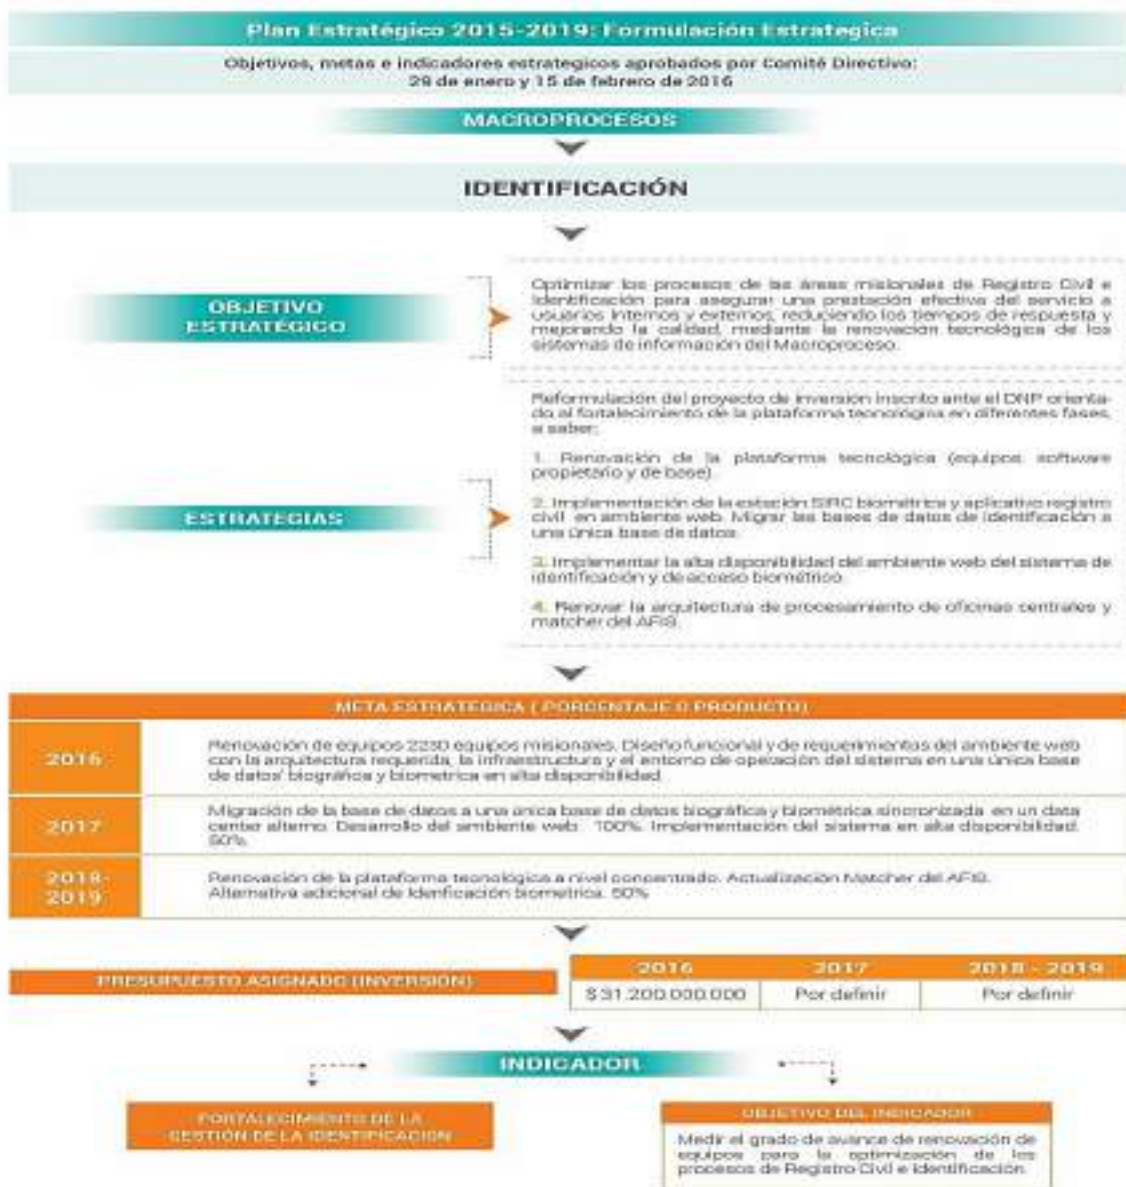 Plan Estratégico 2015-2019: Formulación Estrategica
Objetivos, metas e indicadores estrategicos aprobados por Comité Directivo:
29 de enero y 15 de febrero de 2016
MACROPROCESOS
IDENTIFICACIÓN
OBJETIVO
ESTRATÉGICO
Optimizar los procesos de las áreas misionales de Registro Civil e
Identificación para asegurar una prestación efectiva del servicio a
usuarios internos y externos, reduciendo los tiempos de respuesta y
mejorando la calidad, mediante la renovación tecnológica de los
sistemas de información del Macroproceso.
ESTRATEGIAS
Reformulación del proyecto de inversión inscrito ante el DNP orienta-
do al fortalecimiento de la plataforma tecnológica en diferentes fases,
a saber:
1. Renovación de la plataforma tecnológica (equipos, software
propietario y de base).
2. Implementación de la estación SIRC biométrica y aplicativo registro
civil en ambiente web. Migrar las bases de datos de identificación a
una única base de datos.
3. Implementar la alta disponibilidad del ambiente web del sistema de
identificación y de acceso biométrico.
4. Renovar la arquitectura de procesamiento de oficinas centrales y
matcher del AFIS.
META ESTRATEGICA ( PORCENTAJE O PRODUCTO)
2016
Renovación de equipos 2230 equipos misionales. Diseño funcional y de requerimientos del ambiente web
con la arquitectura requerida, la infraestructura y el entorno de operación del sistema en una única base
de datos' biográfica y biometrica en alta disponibilidad.
2017
Migración de la base de datos a una única base de datos biográfica y biométrica sincronizada en un data
center alterno. Desarrollo del ambiente web 100%. Implementación del sistema en alta disponibilidad.
50%.
2018-
2019
Renovación de la plataforma tecnológica a nivel concentrado. Actualización Matcher del AFIS.
Alternativa adicional de Idenficación biometrica. 50%
PRESUPUESTO ASIGNADO (INVERSIÓN)
2016 2017 2018 - 2019
$ 31.200.000.000 Por definir Por definir
INDICADOR
FORTALECIMIENTO DE LA
GESTIÓN DE LA IDENTIFICACION
OBJETIVO DEL INDICADOR
Medir el grado de avance de renovación de
equipos para la optimización de los
procesos de Registro Civil e Identificación.